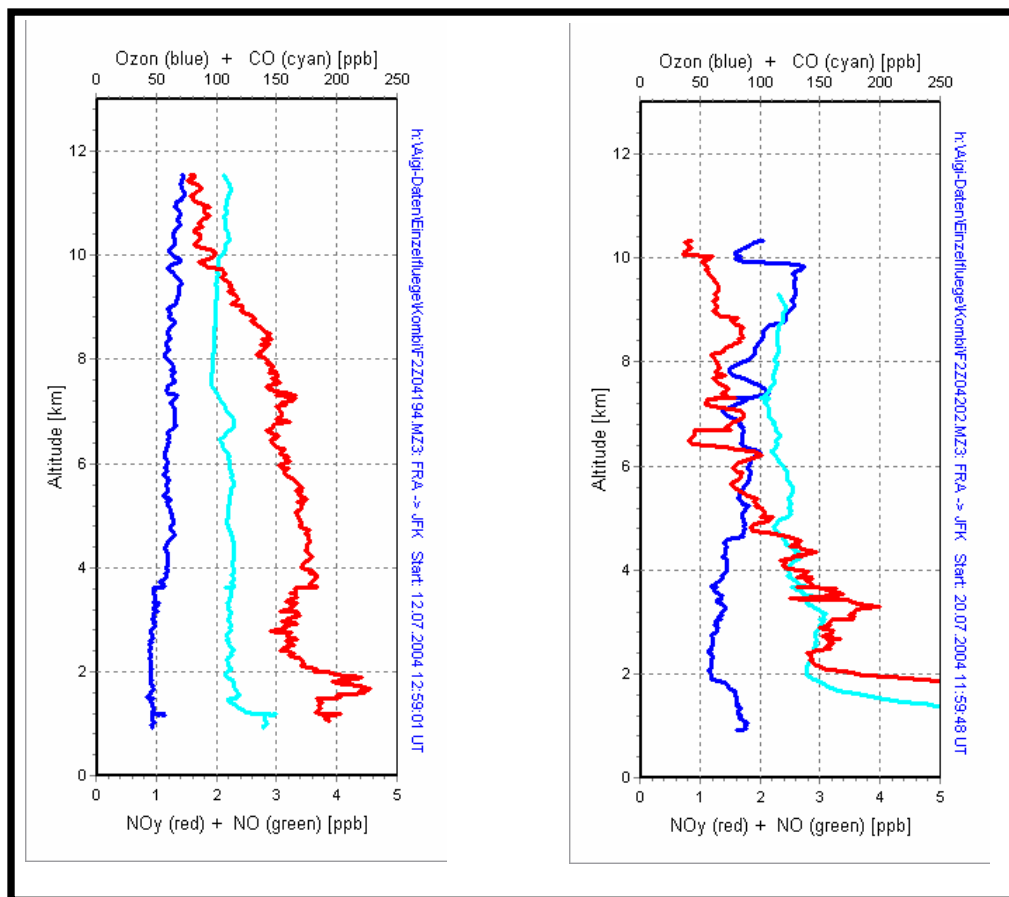 Ozon (blue) + CO (cyan) [ppb]
0 50 100 150 200 250
12
10
8
6
4
2
0
Altitude [km]
0 1 2 3 4 5
NOy (red) + NO (green) [ppb]
h:\Aigi-Daten\Einzelfluege\Kombi\F2Z04194.MZ3: FRA -> JFK Start: 12.07.2004 12:59:01 UT
Ozon (blue) + CO (cyan) [ppb]
0 50 100 150 200 250
12
10
8
6
4
2
0
Altitude [km]
0 1 2 3 4 5
NOy (red) + NO (green) [ppb]
h:\Aigi-Daten\Einzelfluege\Kombi\F2Z04202.MZ3: FRA -> JFK Start: 20.07.2004 11:59:48 UT